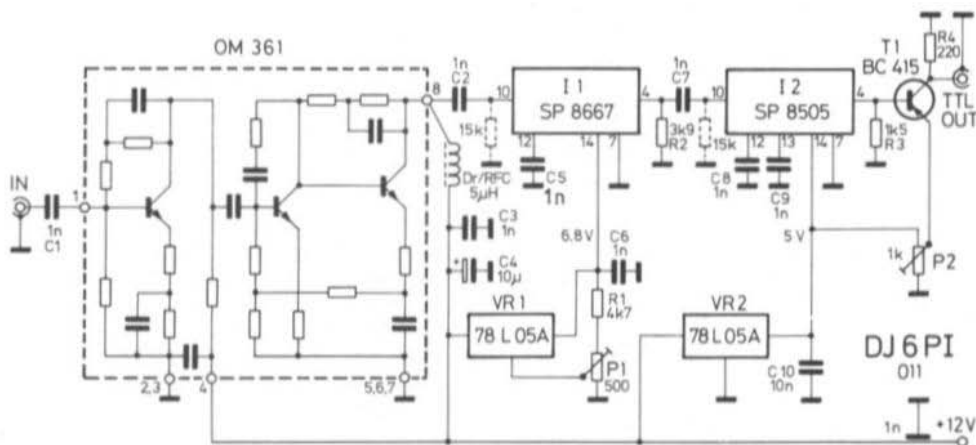 OM 361
IN
1n
C1
1
2,3
4
5,6,7
8
1n
C2
15k
Dr/RFC
5µH
C3
1n
+
C4
10µ
10
I 1
SP 8667
4
12
14
7
C5
1n
6,8V
C6
1n
VR 1
78 L 05A
R1
4k7
P1
500
1n
C7
3k9
R2
15k
10
I 2
SP 8505
4
12
13
14
7
C8
1n
C9
1n
5V
VR 2
78 L 05A
C10
10n
1k5
R3
T1
BC 415
R4
220
TTL
OUT
1k
P2
DJ 6 PI
011
1n
+12V